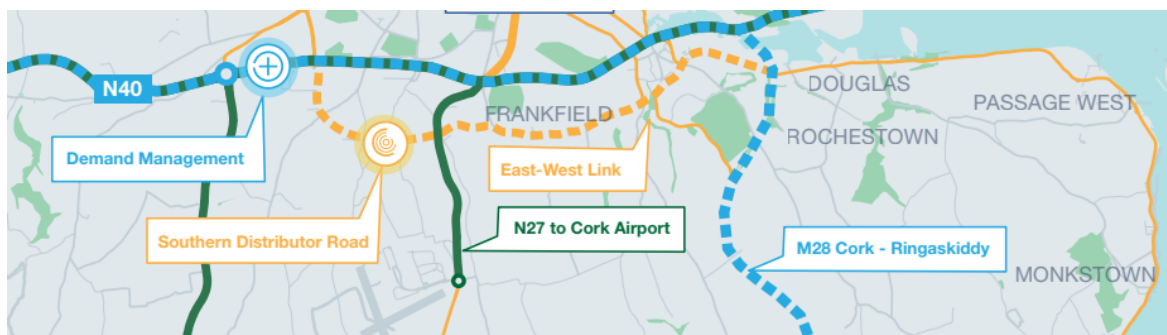 N40
DOUGLAS
PASSAGE WEST
FRANKFIELD
ROCHESTOWN
Demand Management
East-West Link
N27 to Cork Airport
Southern Distributor Road
M28 Cork - Ringaskiddy
MONKSTOWN